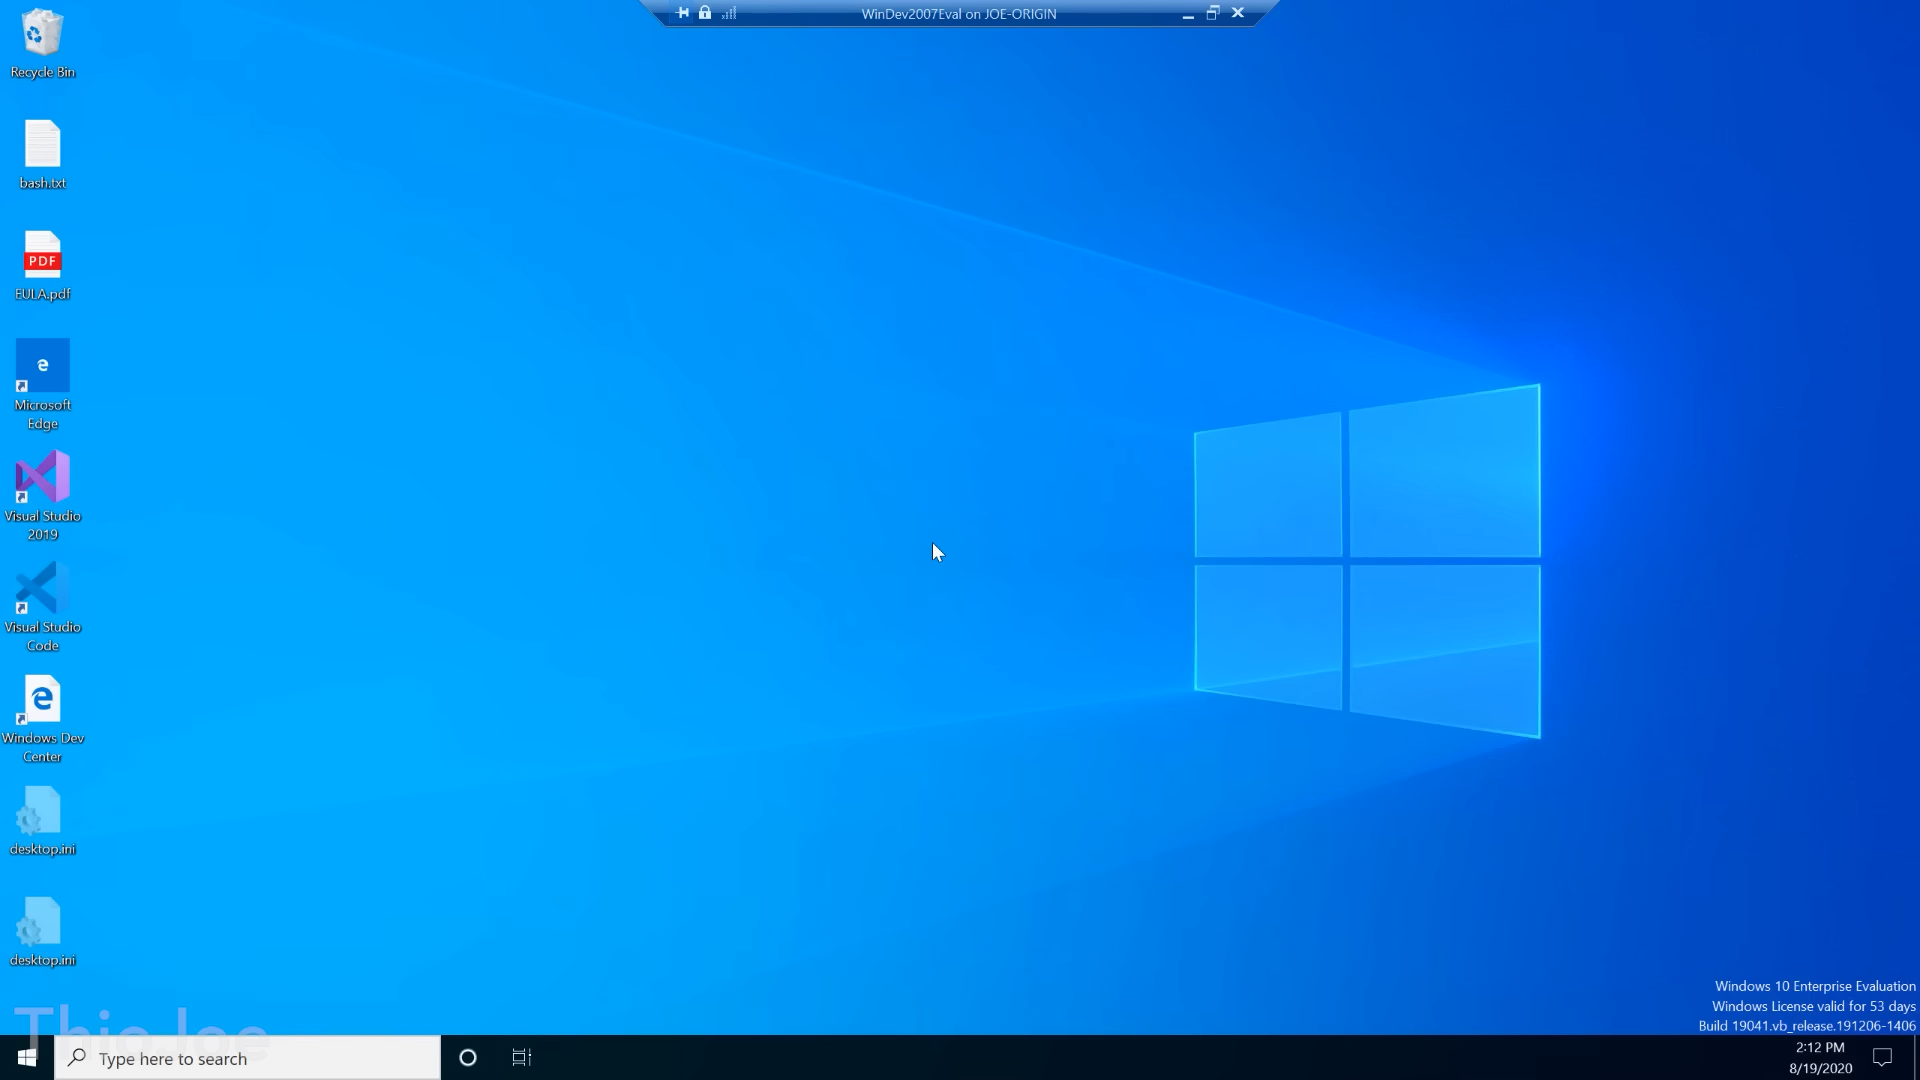 WinDev2007Eval on JOE-ORIGIN
Recycle Bin
bash.txt
PDF
EULA.pdf
Microsoft
Edge
Visual Studio
2019
Visual Studio
Code
Windows Dev
Center
desktop.ini
desktop.ini
ThioJoe
Windows 10 Enterprise Evaluation
Windows License valid for 53 days
Build 19041.vb_release.191206-1406
Type here to search
2:12 PM
8/19/2020